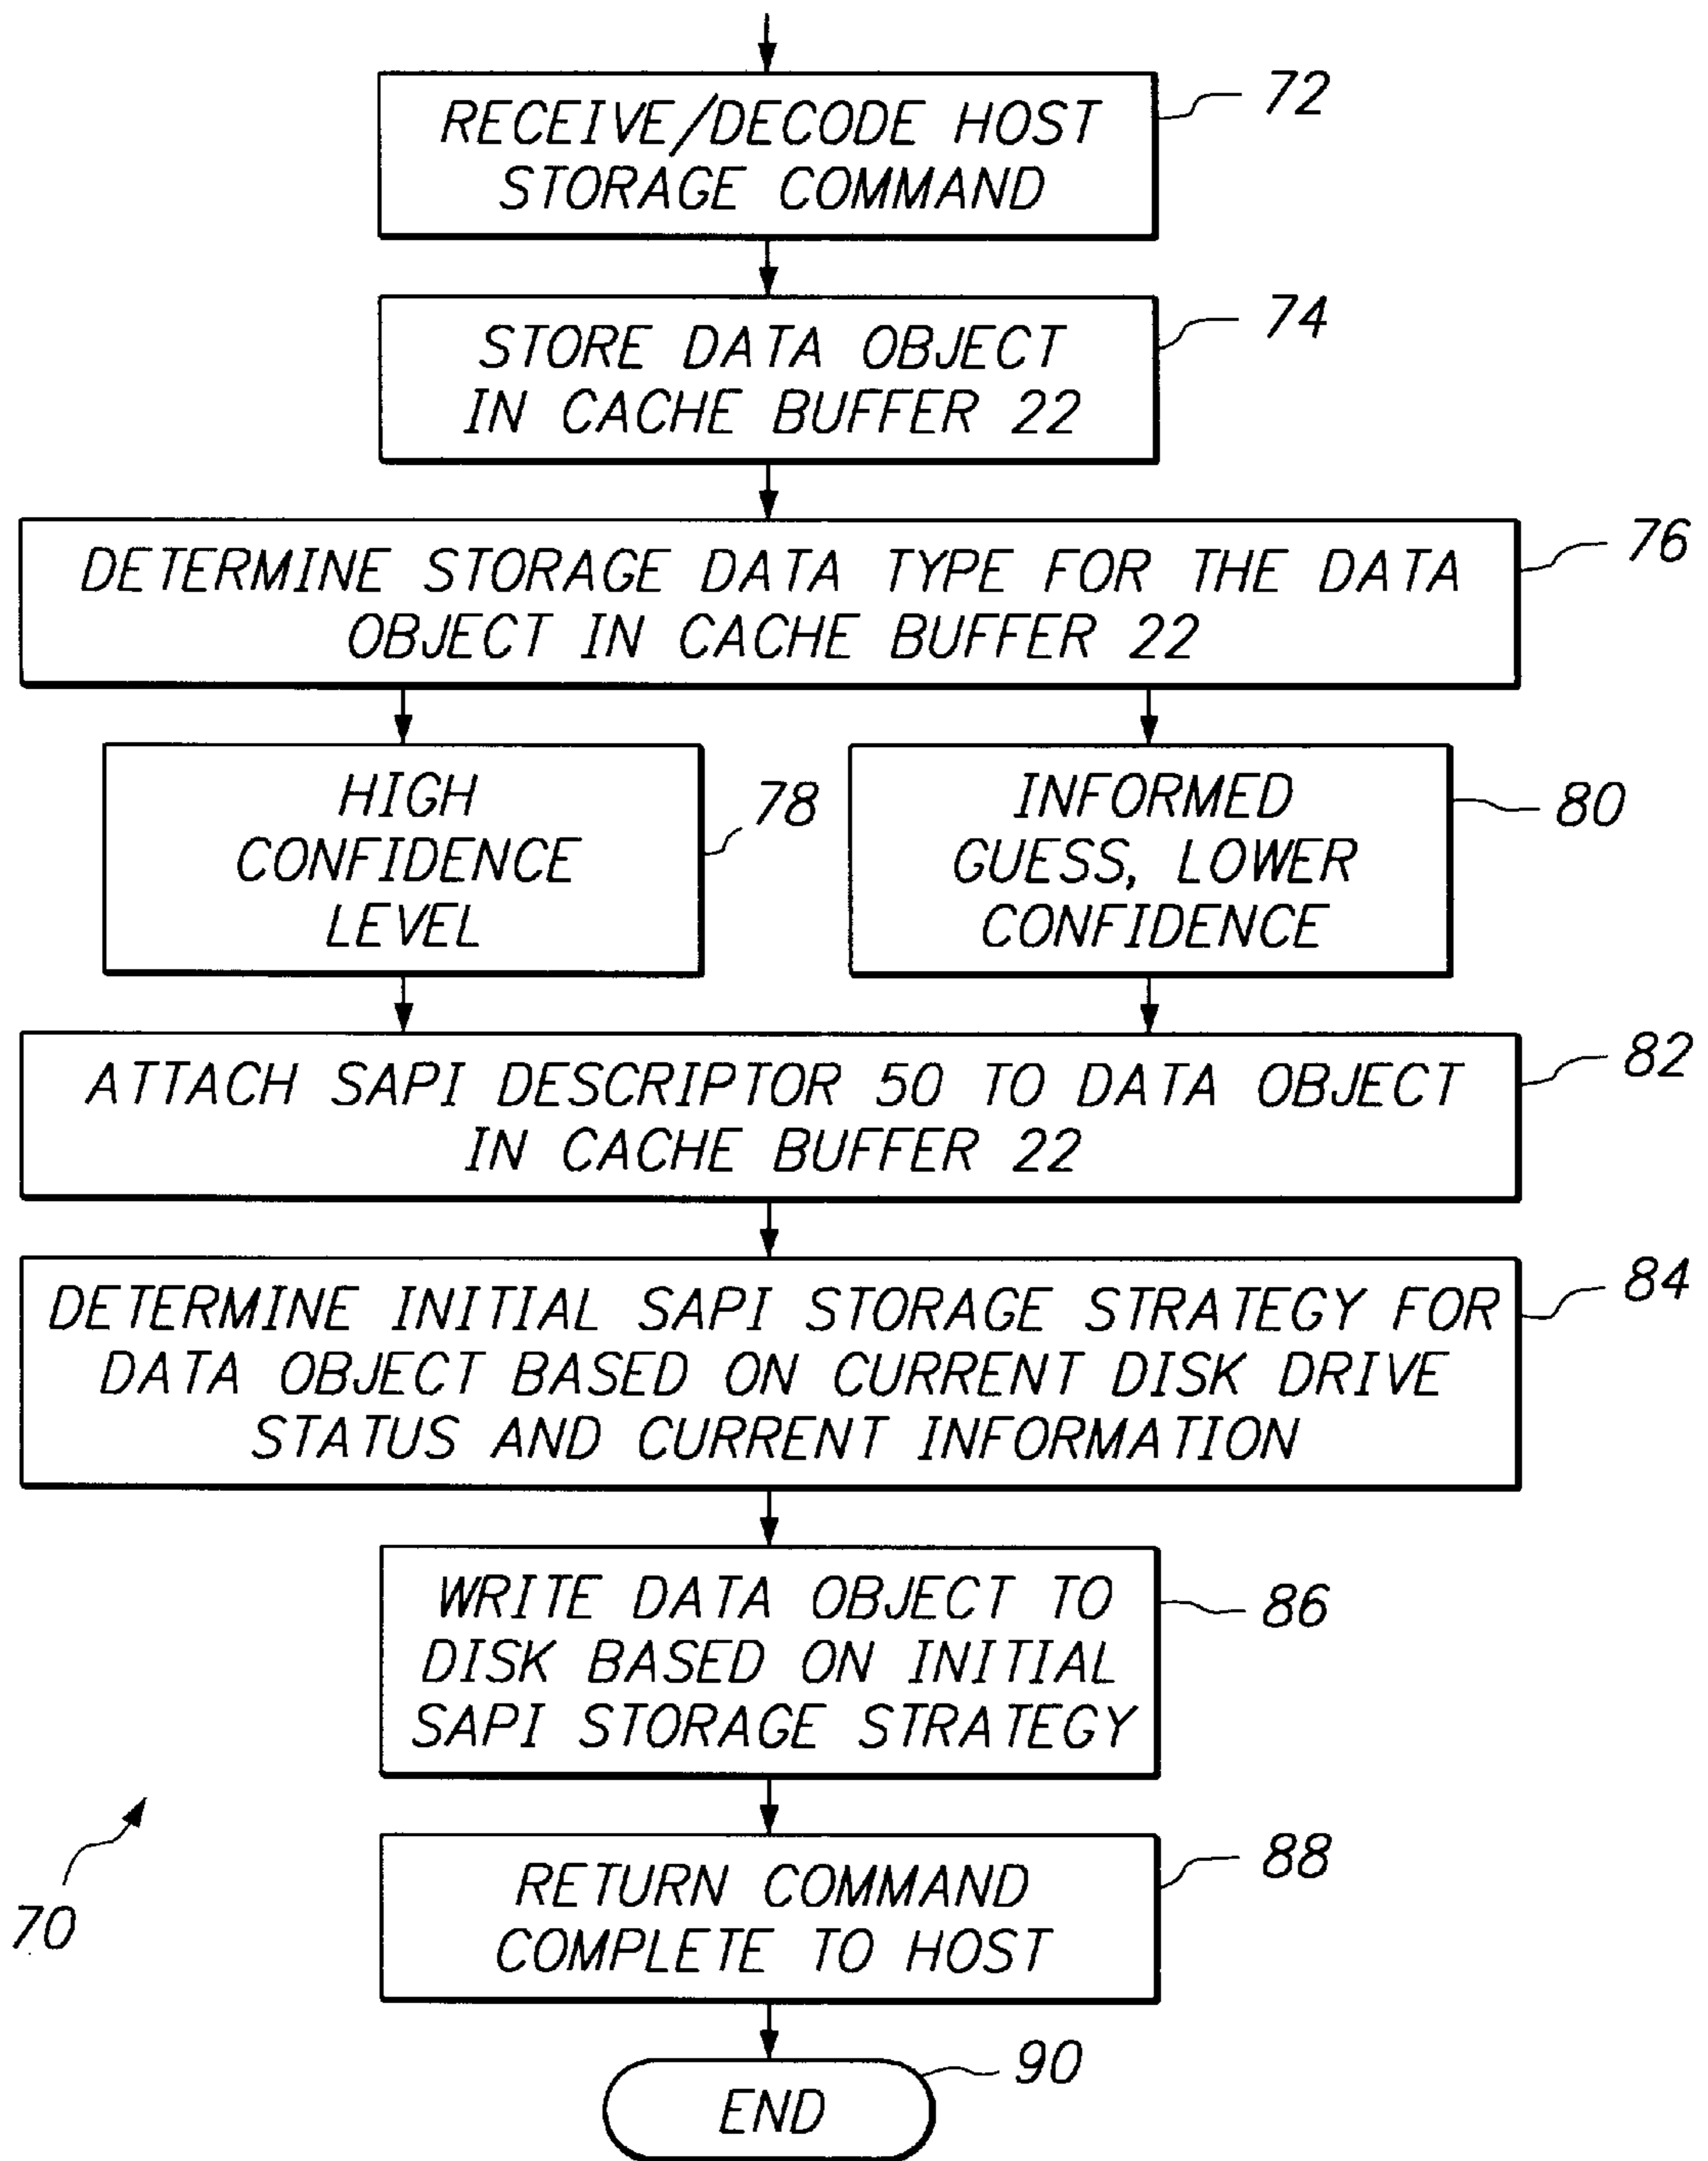 RECEIVE/DECODE HOST
STORAGE COMMAND
72
STORE DATA OBJECT
IN CACHE BUFFER 22
74
DETERMINE STORAGE DATA TYPE FOR THE DATA
OBJECT IN CACHE BUFFER 22
76
HIGH
CONFIDENCE
LEVEL
78
INFORMED
GUESS, LOWER
CONFIDENCE
80
ATTACH SAPI DESCRIPTOR 50 TO DATA OBJECT
IN CACHE BUFFER 22
82
DETERMINE INITIAL SAPI STORAGE STRATEGY FOR
DATA OBJECT BASED ON CURRENT DISK DRIVE
STATUS AND CURRENT INFORMATION
84
WRITE DATA OBJECT TO
DISK BASED ON INITIAL
SAPI STORAGE STRATEGY
86
RETURN COMMAND
COMPLETE TO HOST
88
70
END
90